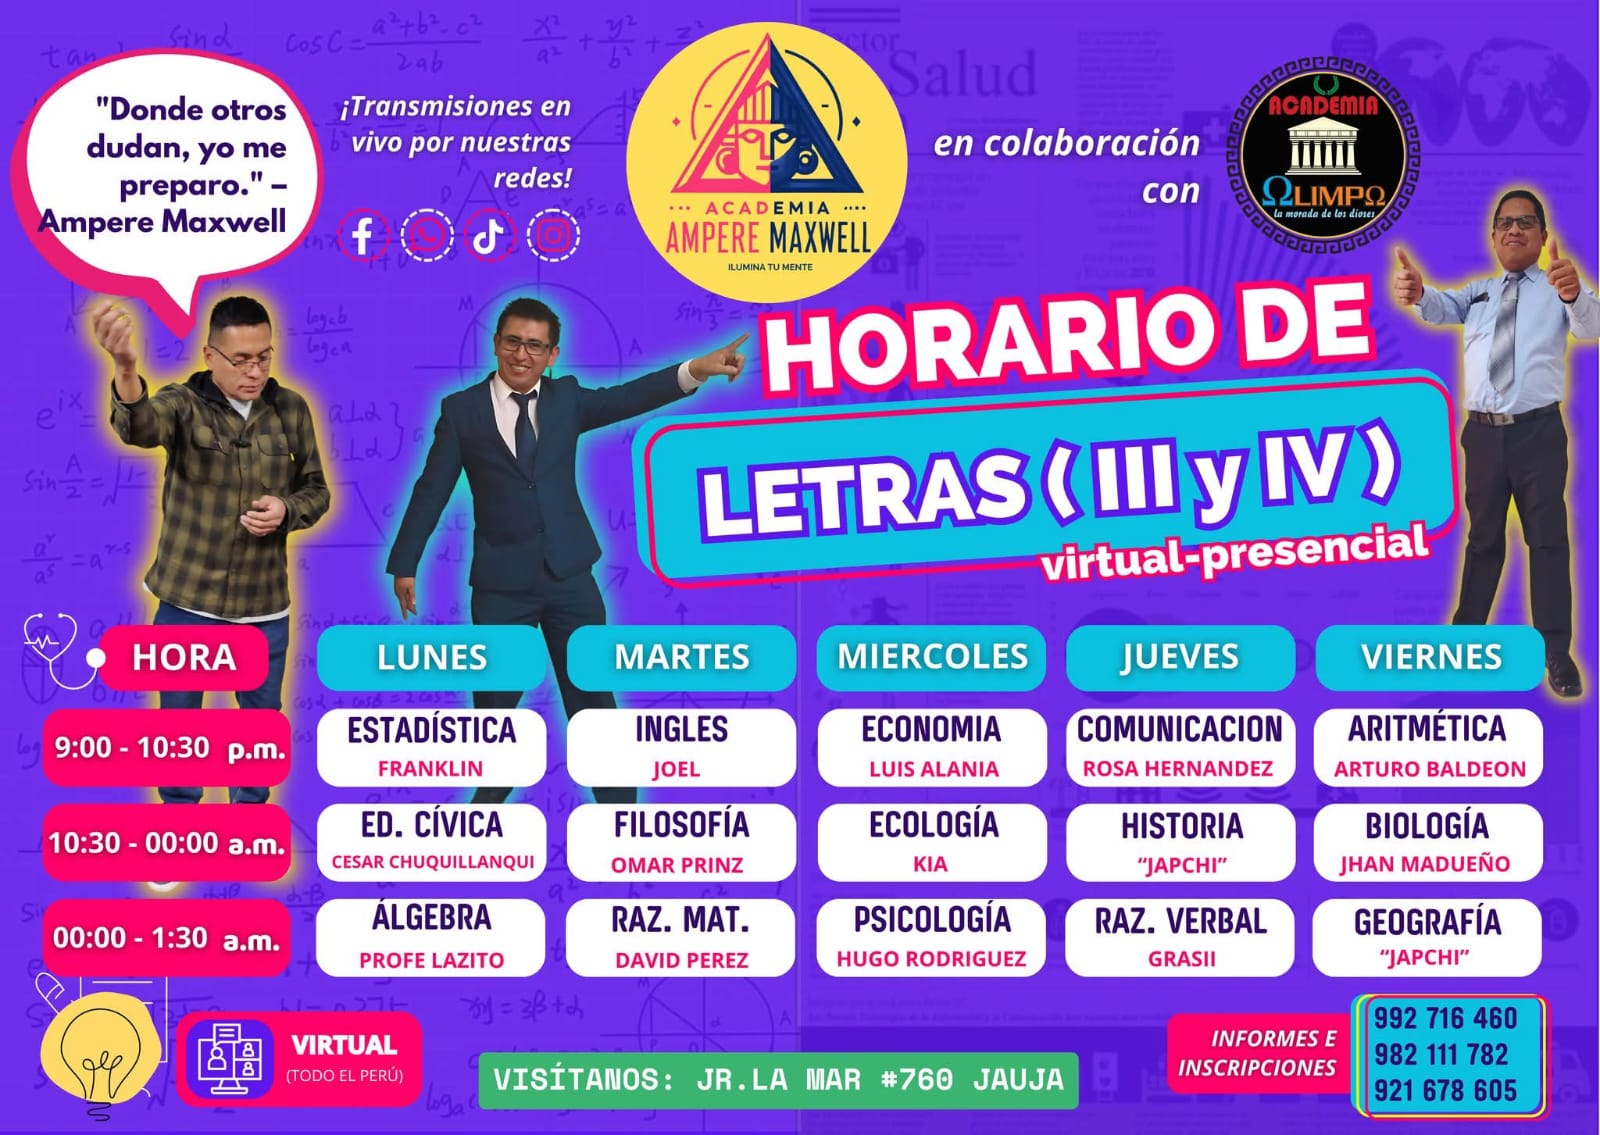 "Donde otros
dudan, yo me
preparo." –
Ampere Maxwell
¡Transmisiones en
vivo por nuestras
redes!
ACADEMIA
AMPERE MAXWELL
ILUMINA TU MENTE
Salud
en colaboración
con
ACADEMIA
ΩLIMPΩ
la morada de los dioses
HORARIO DE
LETRAS ( III y IV )
virtual-presencial
HORA LUNES MARTES MIERCOLES JUEVES VIERNES
9:00 - 10:30 p.m. ESTADÍSTICA INGLES ECONOMIA COMUNICACION ARITMÉTICA
FRANKLIN JOEL LUIS ALANIA ROSA HERNANDEZ ARTURO BALDEON
10:30 - 00:00 a.m. ED. CÍVICA FILOSOFÍA ECOLOGÍA HISTORIA BIOLOGÍA
CESAR CHUQUILLANQUI OMAR PRINZ KIA “JAPCHI” JHAN MADUEÑO
00:00 - 1:30 a.m. ÁLGEBRA RAZ. MAT. PSICOLOGÍA RAZ. VERBAL GEOGRAFÍA
PROFE LAZITO DAVID PEREZ HUGO RODRIGUEZ GRASII “JAPCHI”
VIRTUAL
(TODO EL PERÚ)
VISÍTANOS: JR.LA MAR #760 JAUJA
INFORMES E
INSCRIPCIONES
992 716 460
982 111 782
921 678 605